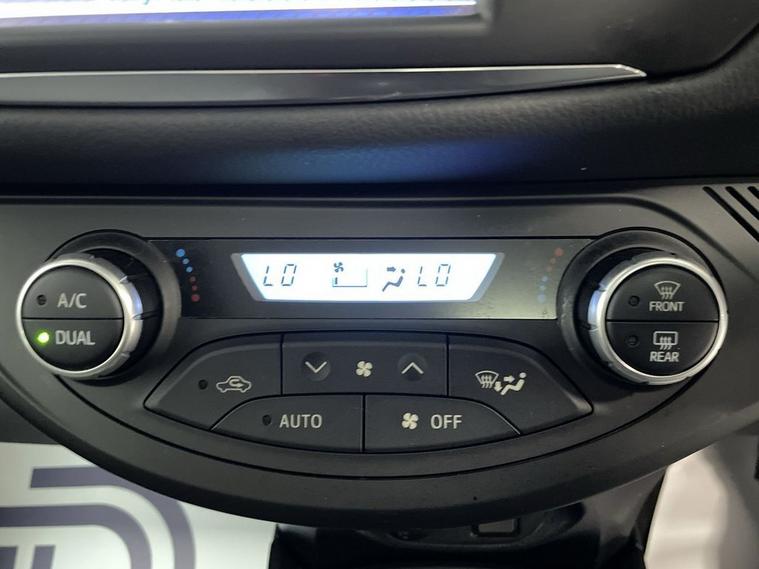 LO LO
A/C
DUAL
FRONT
REAR
AUTO
OFF